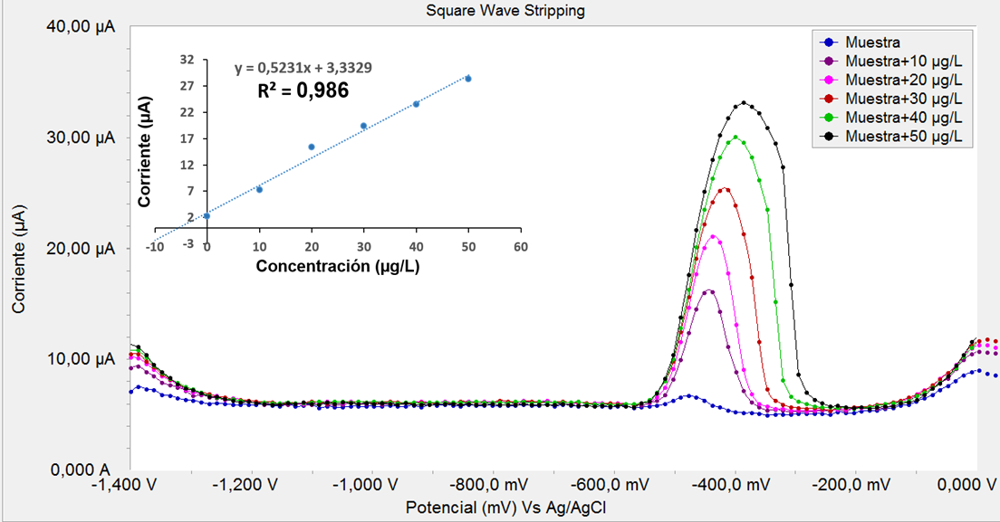 Square Wave Stripping
40,00 µA
30,00 µA
20,00 µA
10,00 µA
0,000 A
Corriente (µA)
-1,400 V
-1,200 V
-1,000 V
-800,0 mV
-600,0 mV
-400,0 mV
-200,0 mV
0,000 V
Potencial (mV) Vs Ag/AgCl
Muestra
Muestra+10 µg/L
Muestra+20 µg/L
Muestra+30 µg/L
Muestra+40 µg/L
Muestra+50 µg/L
y = 0,5231x + 3,3329
R² = 0,986
Corriente (µA)
32
27
22
17
12
7
2
-3
-10
0
10
20
30
40
50
60
Concentración (µg/L)